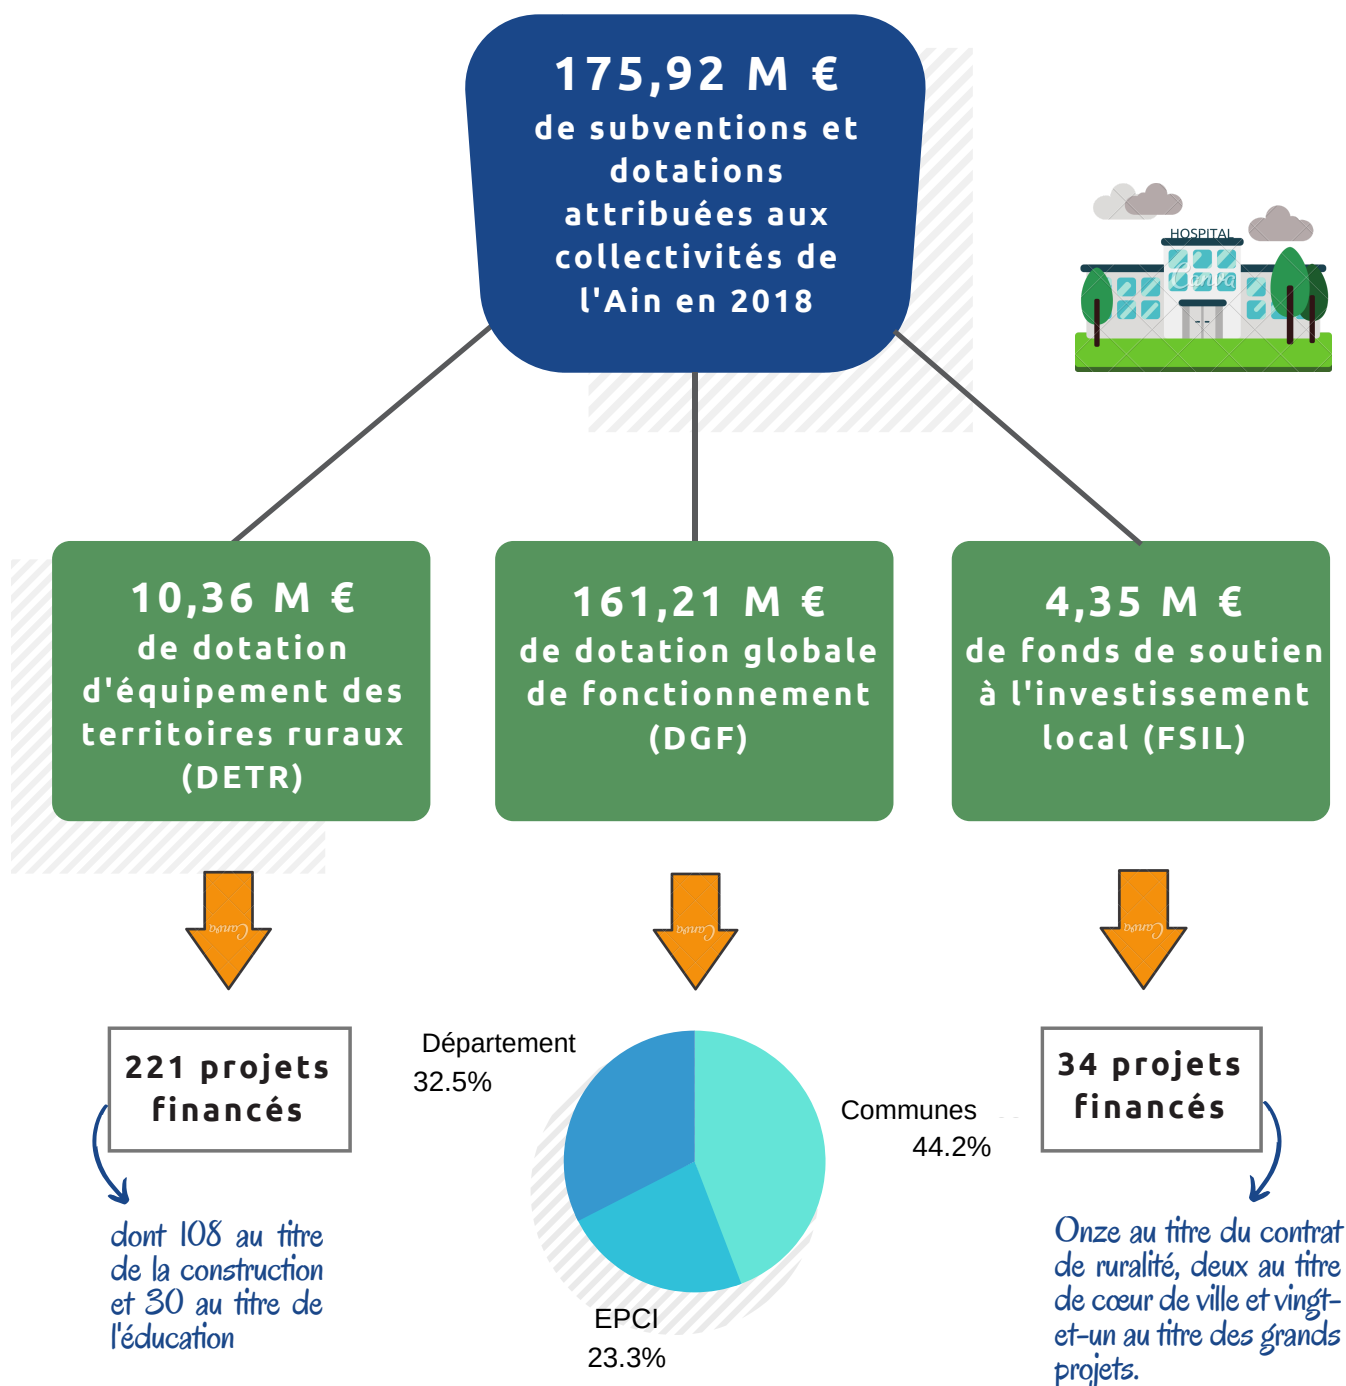 175,92 M €
de subventions et
dotations
attribuées aux
collectivités de
l'Ain en 2018
HOSPITAL
Canva
10,36 M €
de dotation
d'équipement des
territoires ruraux
(DETR)
161,21 M €
de dotation globale
de fonctionnement
(DGF)
4,35 M €
de fonds de soutien
à l'investissement
local (FSIL)
Canva
Canva
Canva
221 projets
financés
dont 108 au titre
de la construction
et 30 au titre de
l'éducation
Département
32.5%
Communes
44.2%
EPCI
23.3%
34 projets
financés
Onze au titre du contrat
de ruralité, deux au titre
de cœur de ville et vingt-
et-un au titre des grands
projets.